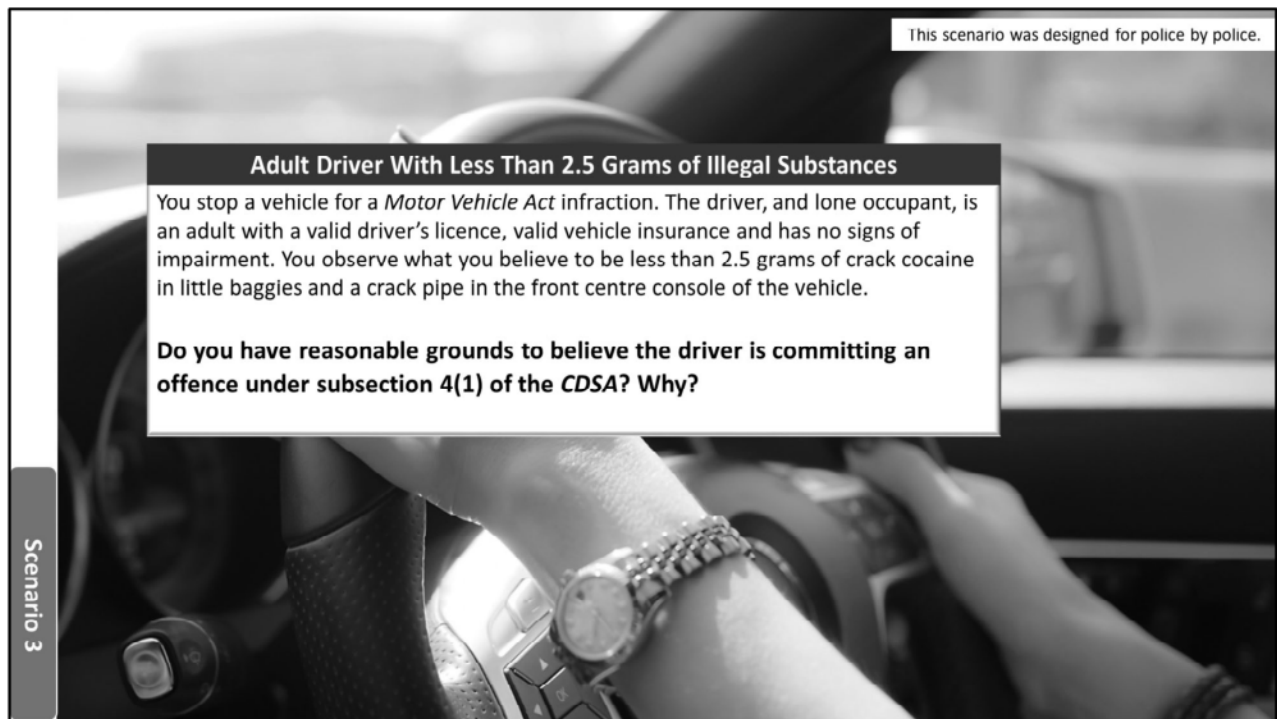 This scenario was designed for police by police.
Adult Driver With Less Than 2.5 Grams of Illegal Substances
You stop a vehicle for a Motor Vehicle Act infraction. The driver, and lone occupant, is
an adult with a valid driver's licence, valid vehicle insurance and has no signs of
impairment. You observe what you believe to be less than 2.5 grams of crack cocaine
in little baggies and a crack pipe in the front centre console of the vehicle.
Do you have reasonable grounds to believe the driver is committing an
offence under subsection 4(1) of the CDSA? Why?
Scenario 3